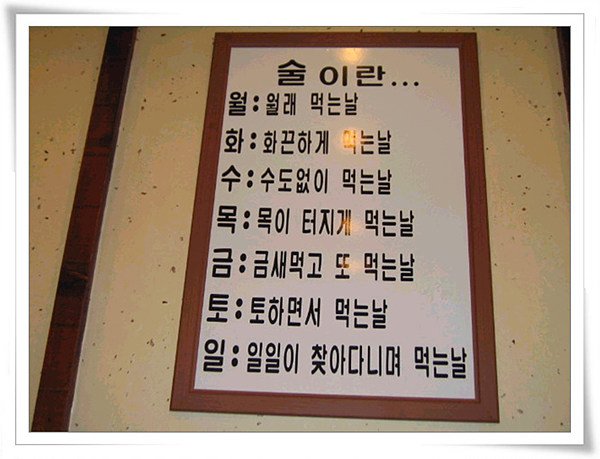 술이란...
월:월래 먹는날
화:화끈하게 먹는날
수:수도없이 먹는날
목:목이 터지게 먹는날
금:금새먹고 또 먹는날
토:토하면서 먹는날
일:일일이 찾아다니며 먹는날